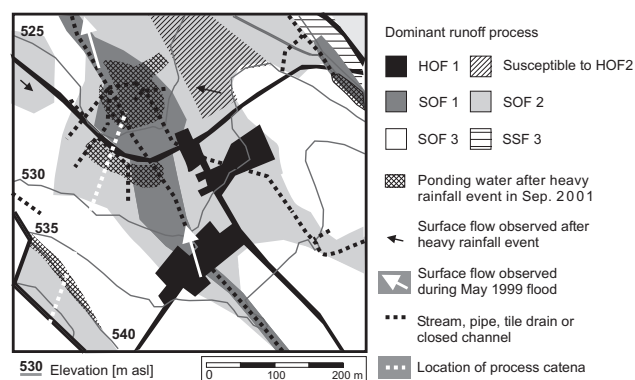 525
530
535
540
530 Elevation [m asl]
0 100 200 m
Dominant runoff process
HOF 1
Susceptible to HOF2
SOF 1
SOF 2
SOF 3
SSF 3
Ponding water after heavy
rainfall event in Sep. 2001
Surface flow observed after
heavy rainfall event
Surface flow observed
during May 1999 flood
Stream, pipe, tile drain or
closed channel
Location of process catena